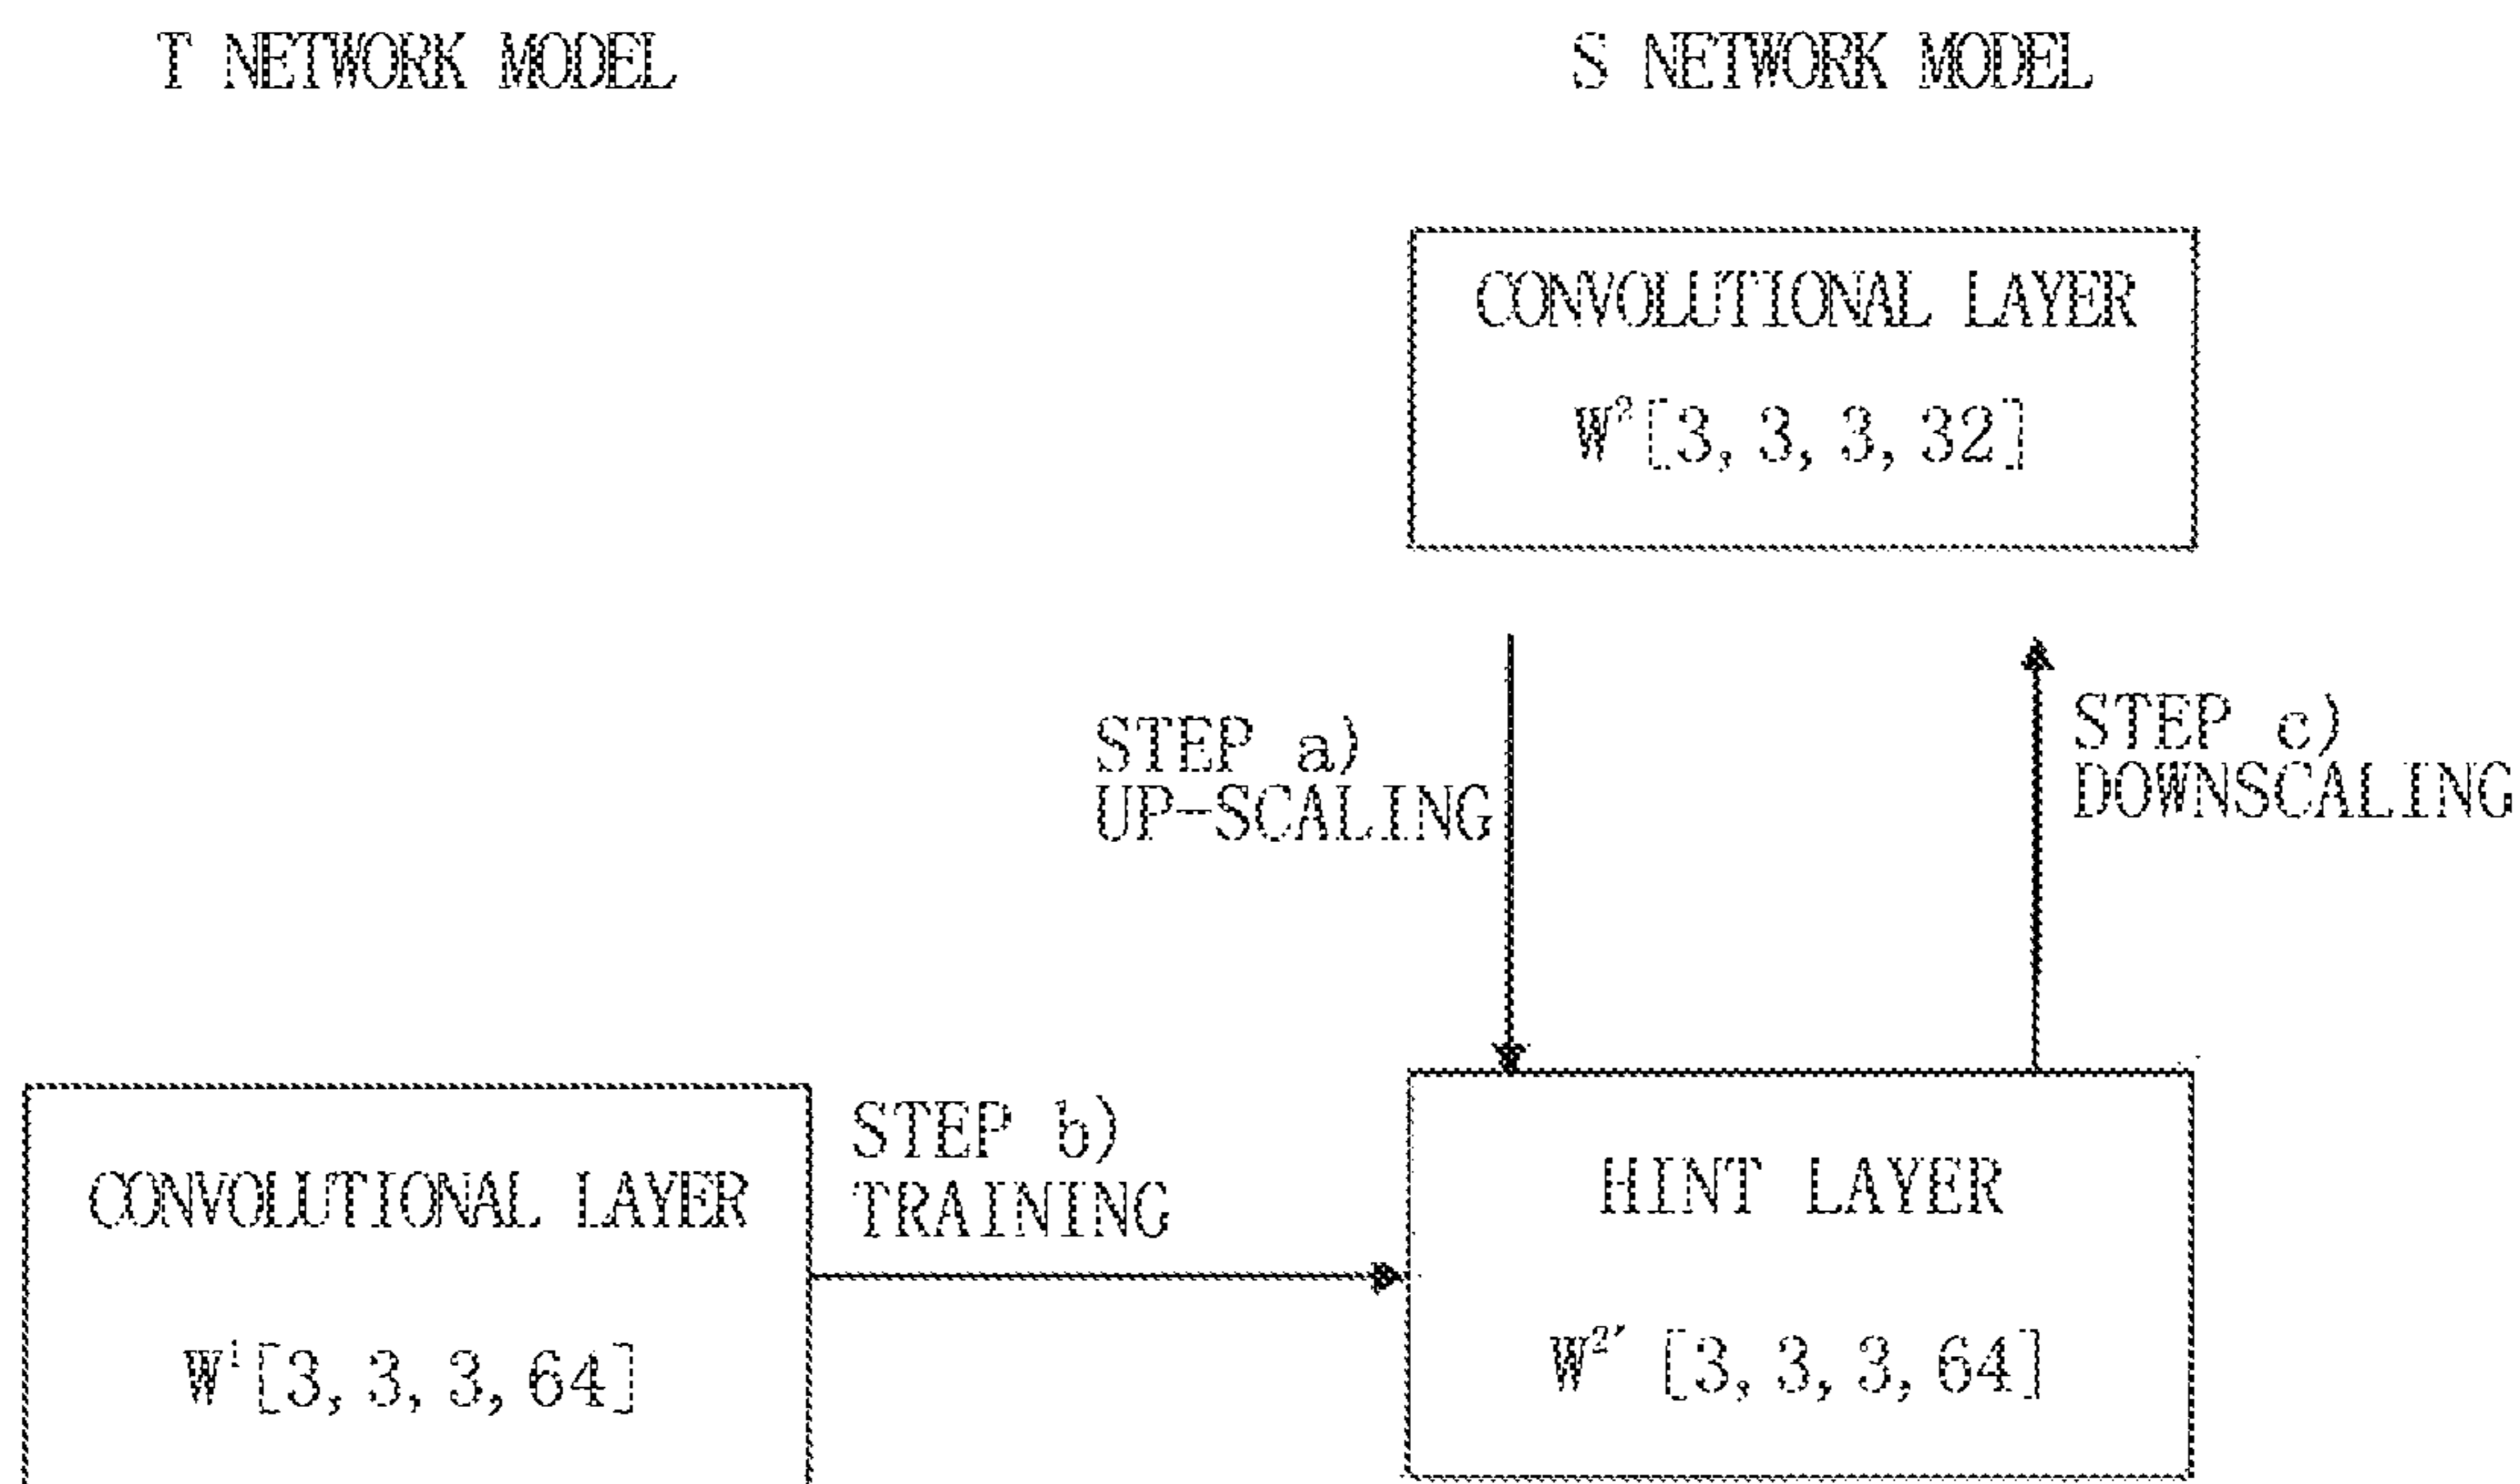 T NETWORK MODEL
S NETWORK MODEL
CONVOLUTIONAL LAYER
W²[3, 3, 3, 32]
STEP a)
UP-SCALING
STEP c)
DOWNSCALING
CONVOLUTIONAL LAYER
W¹[3, 3, 3, 64]
STEP b)
TRAINING
HINT LAYER
W²′ [3, 3, 3, 64]